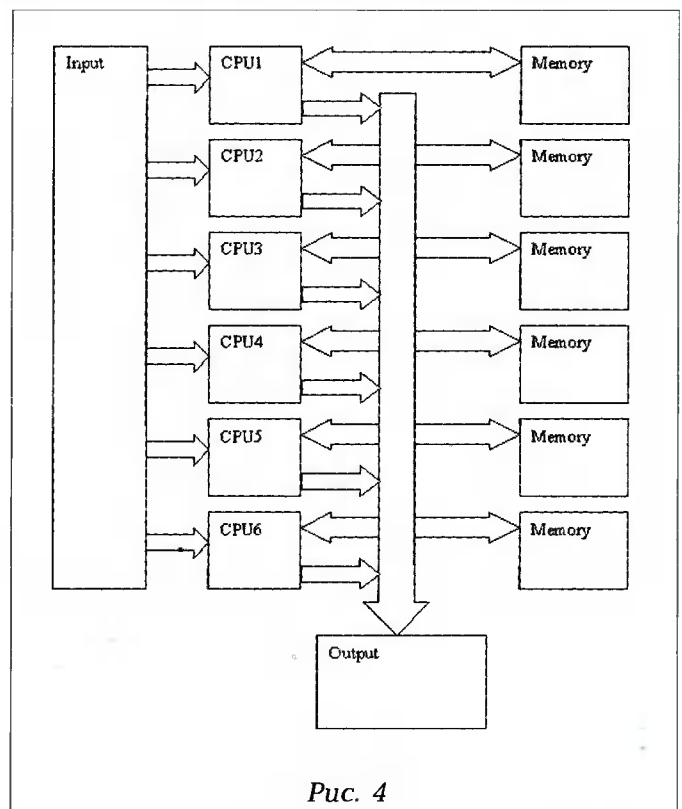 Input
CPU1
Memory
CPU2
Memory
CPU3
Memory
CPU4
Memory
CPU5
Memory
CPU6
Memory
Output
Рис. 4